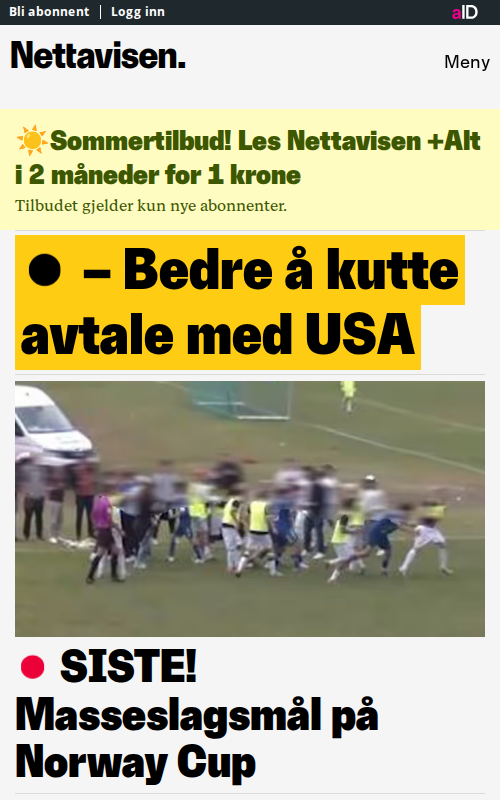 Bli abonnent | Logg inn
aID
Nettavisen.
Meny
☀️Sommertilbud! Les Nettavisen +Alt
i 2 måneder for 1 krone
Tilbudet gjelder kun nye abonnenter.
● – Bedre å kutte
avtale med USA
● SISTE!
Masseslagsmål på
Norway Cup